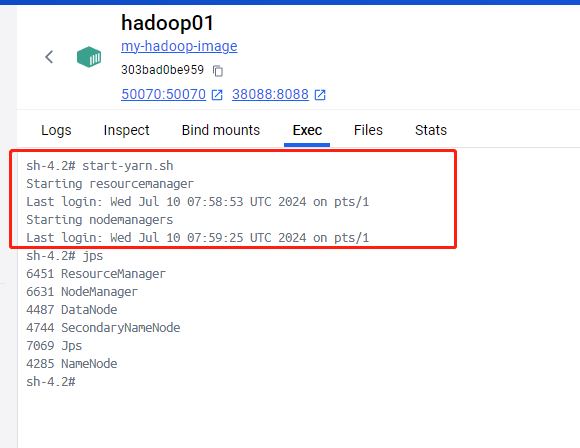 hadoop01
my-hadoop-image
303bad0be959
50070:50070 38088:8088
Logs Inspect Bind mounts Exec Files Stats
sh-4.2# start-yarn.sh
Starting resourcemanager
Last login: Wed Jul 10 07:58:53 UTC 2024 on pts/1
Starting nodemanagers
Last login: Wed Jul 10 07:59:25 UTC 2024 on pts/1
sh-4.2# jps
6451 ResourceManager
6631 NodeManager
4487 DataNode
4744 SecondaryNameNode
7069 Jps
4285 NameNode
sh-4.2#